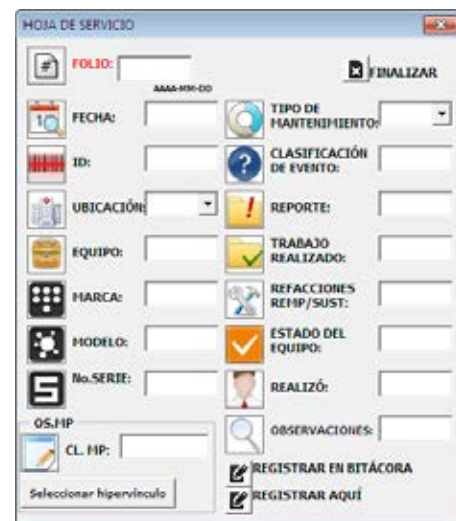 HOJA DE SERVICIO
FOLIO:
FINALIZAR
AAAA-MM-DD
FECHA:
TIPO DE
MANTENIMIENTO:
ID:
CLASIFICACIÓN
DE EVENTO:
UBICACIÓN:
REPORTE:
EQUIPO:
TRABAJO
REALIZADO:
MARCA:
REFACCIONES
REMP/SUST:
MODELO:
ESTADO DEL
EQUIPO:
No.SERIE:
REALIZÓ:
OS.MP
CL. MP:
OBSERVACIONES:
Seleccionar hipervínculo
REGISTRAR EN BITÁCORA
REGISTRAR AQUÍ